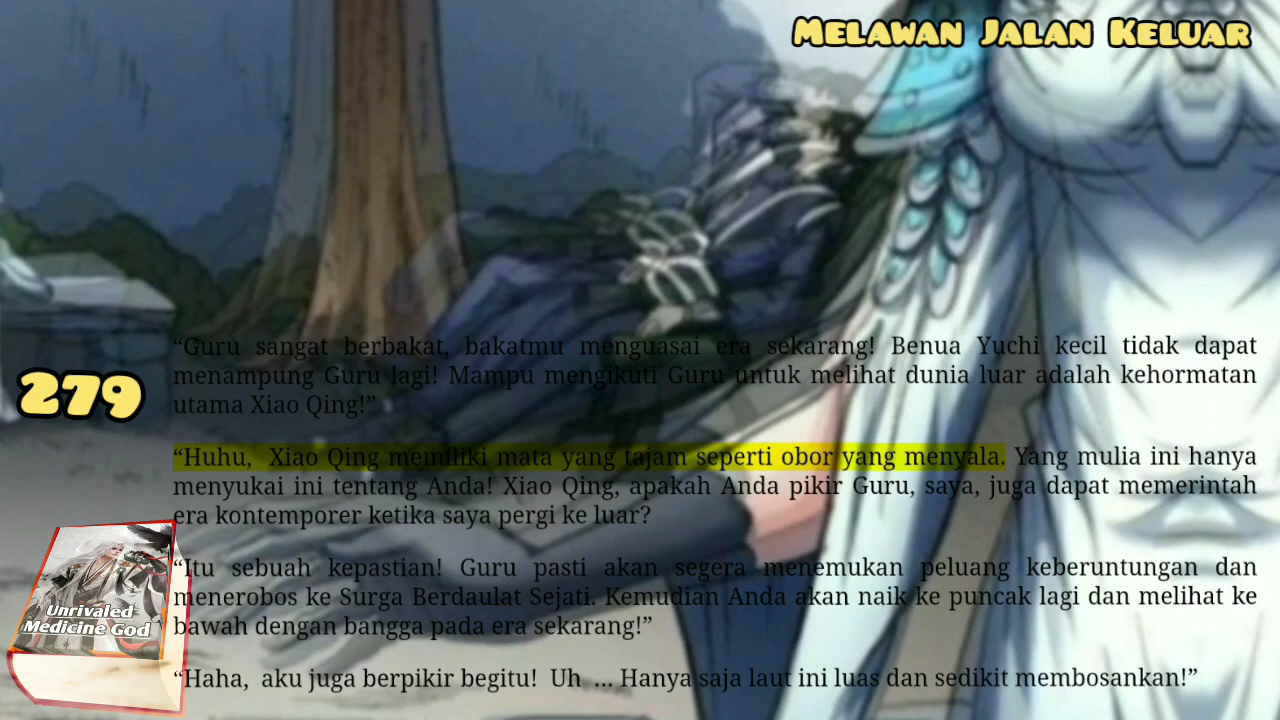 Melawan Jalan Keluar
“Guru sangat berbakat, bakatmu menguasai era sekarang! Benua Yuchi kecil tidak dapat
menampung Guru lagi! Mampu mengikuti Guru untuk melihat dunia luar adalah kehormatan
utama Xiao Qing!”
279
“Huhu, Xiao Qing memiliki mata yang tajam seperti obor yang menyala. Yang mulia ini hanya
menyukai ini tentang Anda! Xiao Qing, apakah Anda pikir Guru, saya, juga dapat memerintah
era kontemporer ketika saya pergi ke luar?
“Itu sebuah kepastian! Guru pasti akan segera menemukan peluang keberuntungan dan
menerobos ke Surga Berdaulat Sejati. Kemudian Anda akan naik ke puncak lagi dan melihat ke
bawah dengan bangga pada era sekarang!”
Unrivaled
Medicine God
“Haha, aku juga berpikir begitu! Uh ... Hanya saja laut ini luas dan sedikit membosankan!”